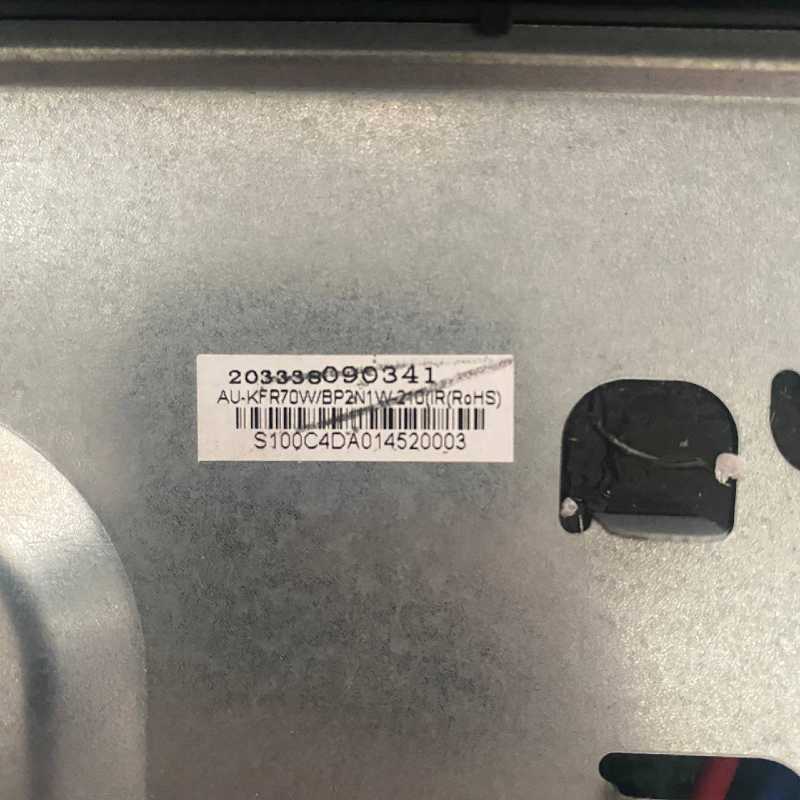 203338090341
AU-KFR70W/BP2N1W-210(IR(RoHS)
S100C4DA014520003